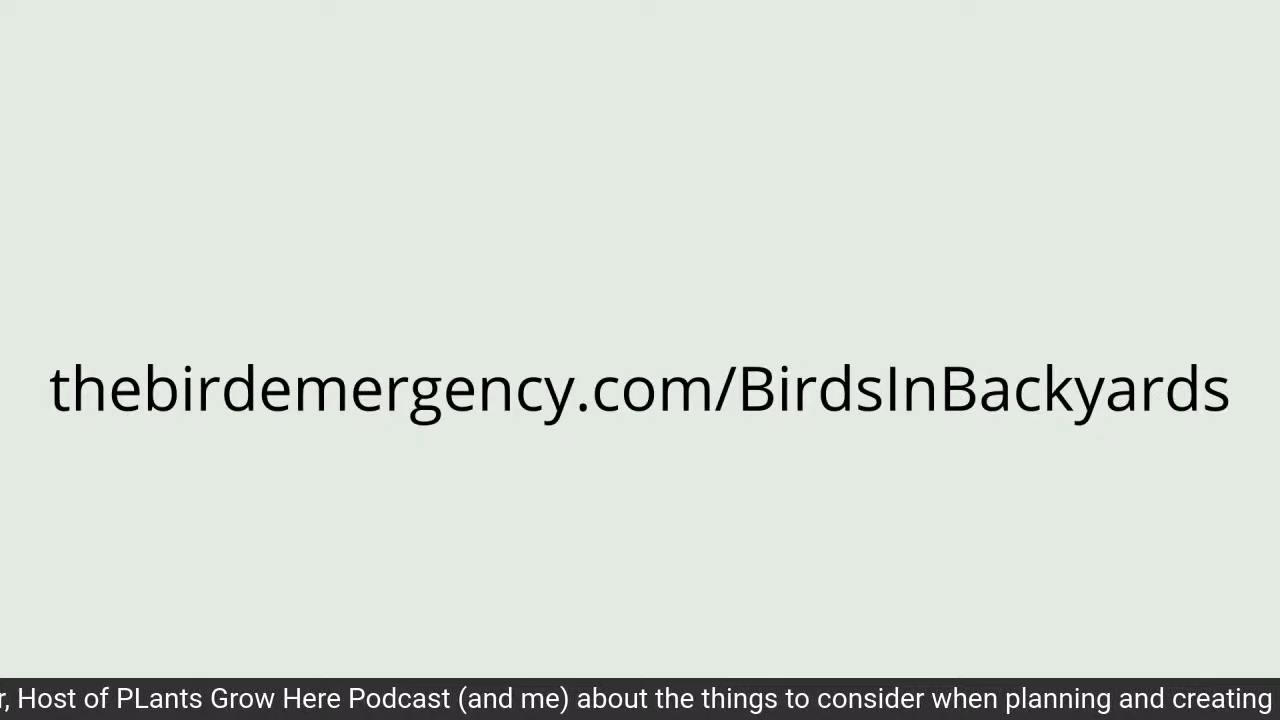 thebirdemergency.com/BirdsInBackyards
r, Host of PLants Grow Here Podcast (and me) about the things to consider when planning and creating